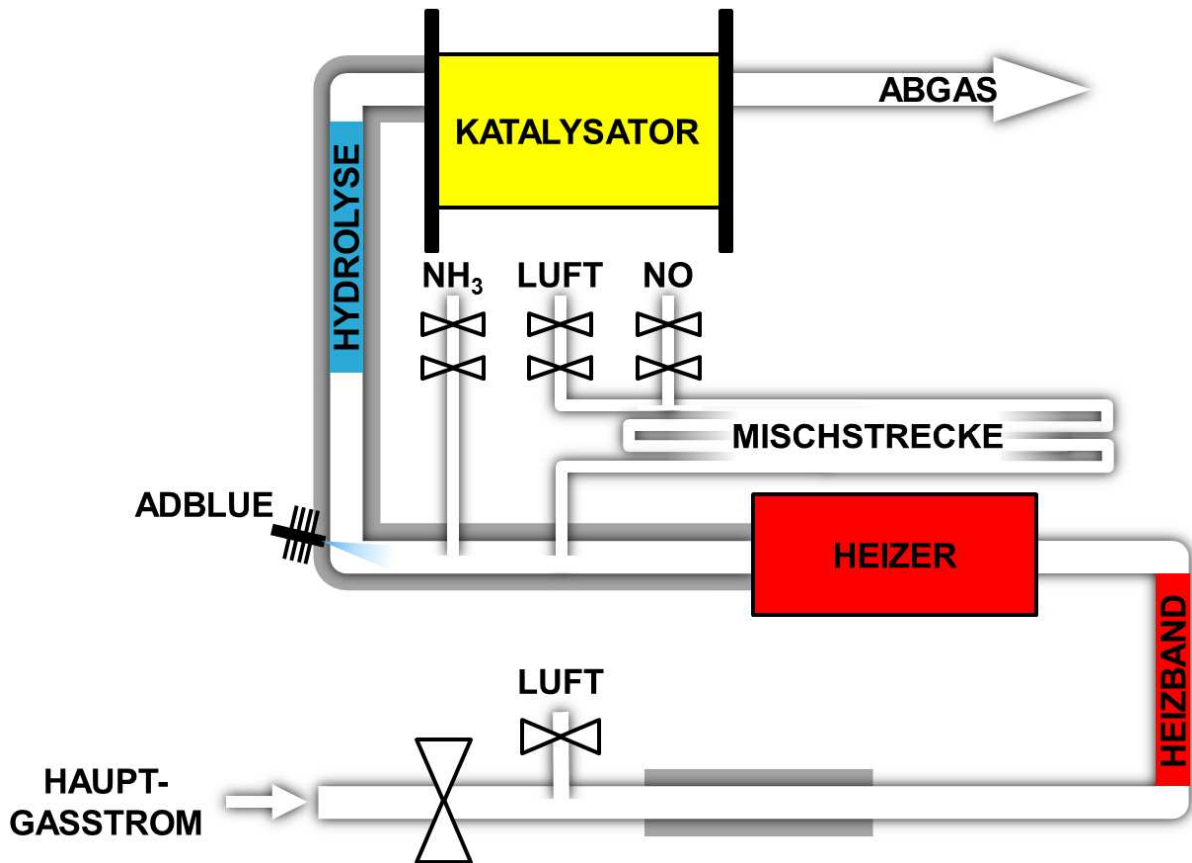 ABGAS
KATALYSATOR
HYDROLYSE
NH₃ LUFT NO
MISCHSTRECKE
ADBLUE
HEIZER
HEIZBAND
LUFT
HAUPT-
GASSTROM